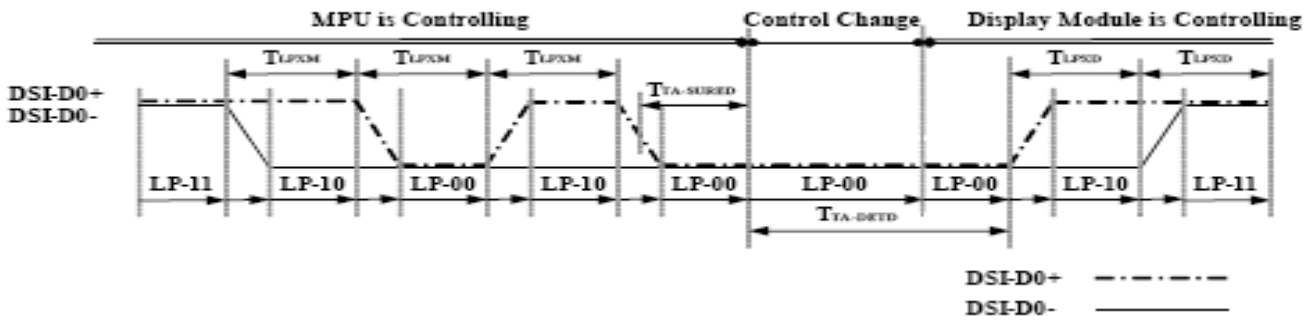 MPU is Controlling Control Change Display Module is Controlling
TLPXM TLPXM TLPXM TLPXD TLPXD
DSI-D0+
DSI-D0-
TTA-SURED
LP-11 LP-10 LP-00 LP-10 LP-00 LP-00 LP-00 LP-10 LP-11
TTA-DETD
DSI-D0+
DSI-D0-